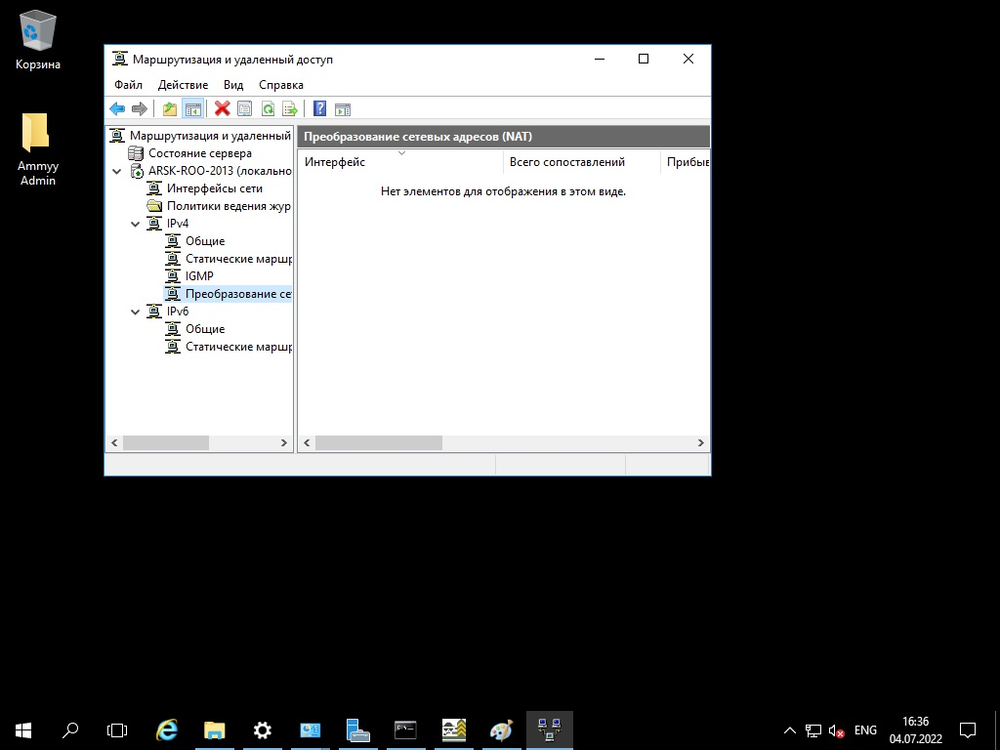 Корзина
Ammyy
Admin
Маршрутизация и удаленный доступ
Файл Действие Вид Справка
Маршрутизация и удаленный
Состояние сервера
ARSK-ROO-2013 (локально
Интерфейсы сети
Политики ведения жур
IPv4
Общие
Статические маршр
IGMP
Преобразование се
IPv6
Общие
Статические маршр
Преобразование сетевых адресов (NAT)
Интерфейс Всего сопоставлений Прибыв
Нет элементов для отображения в этом виде.
ENG
16:36
04.07.2022